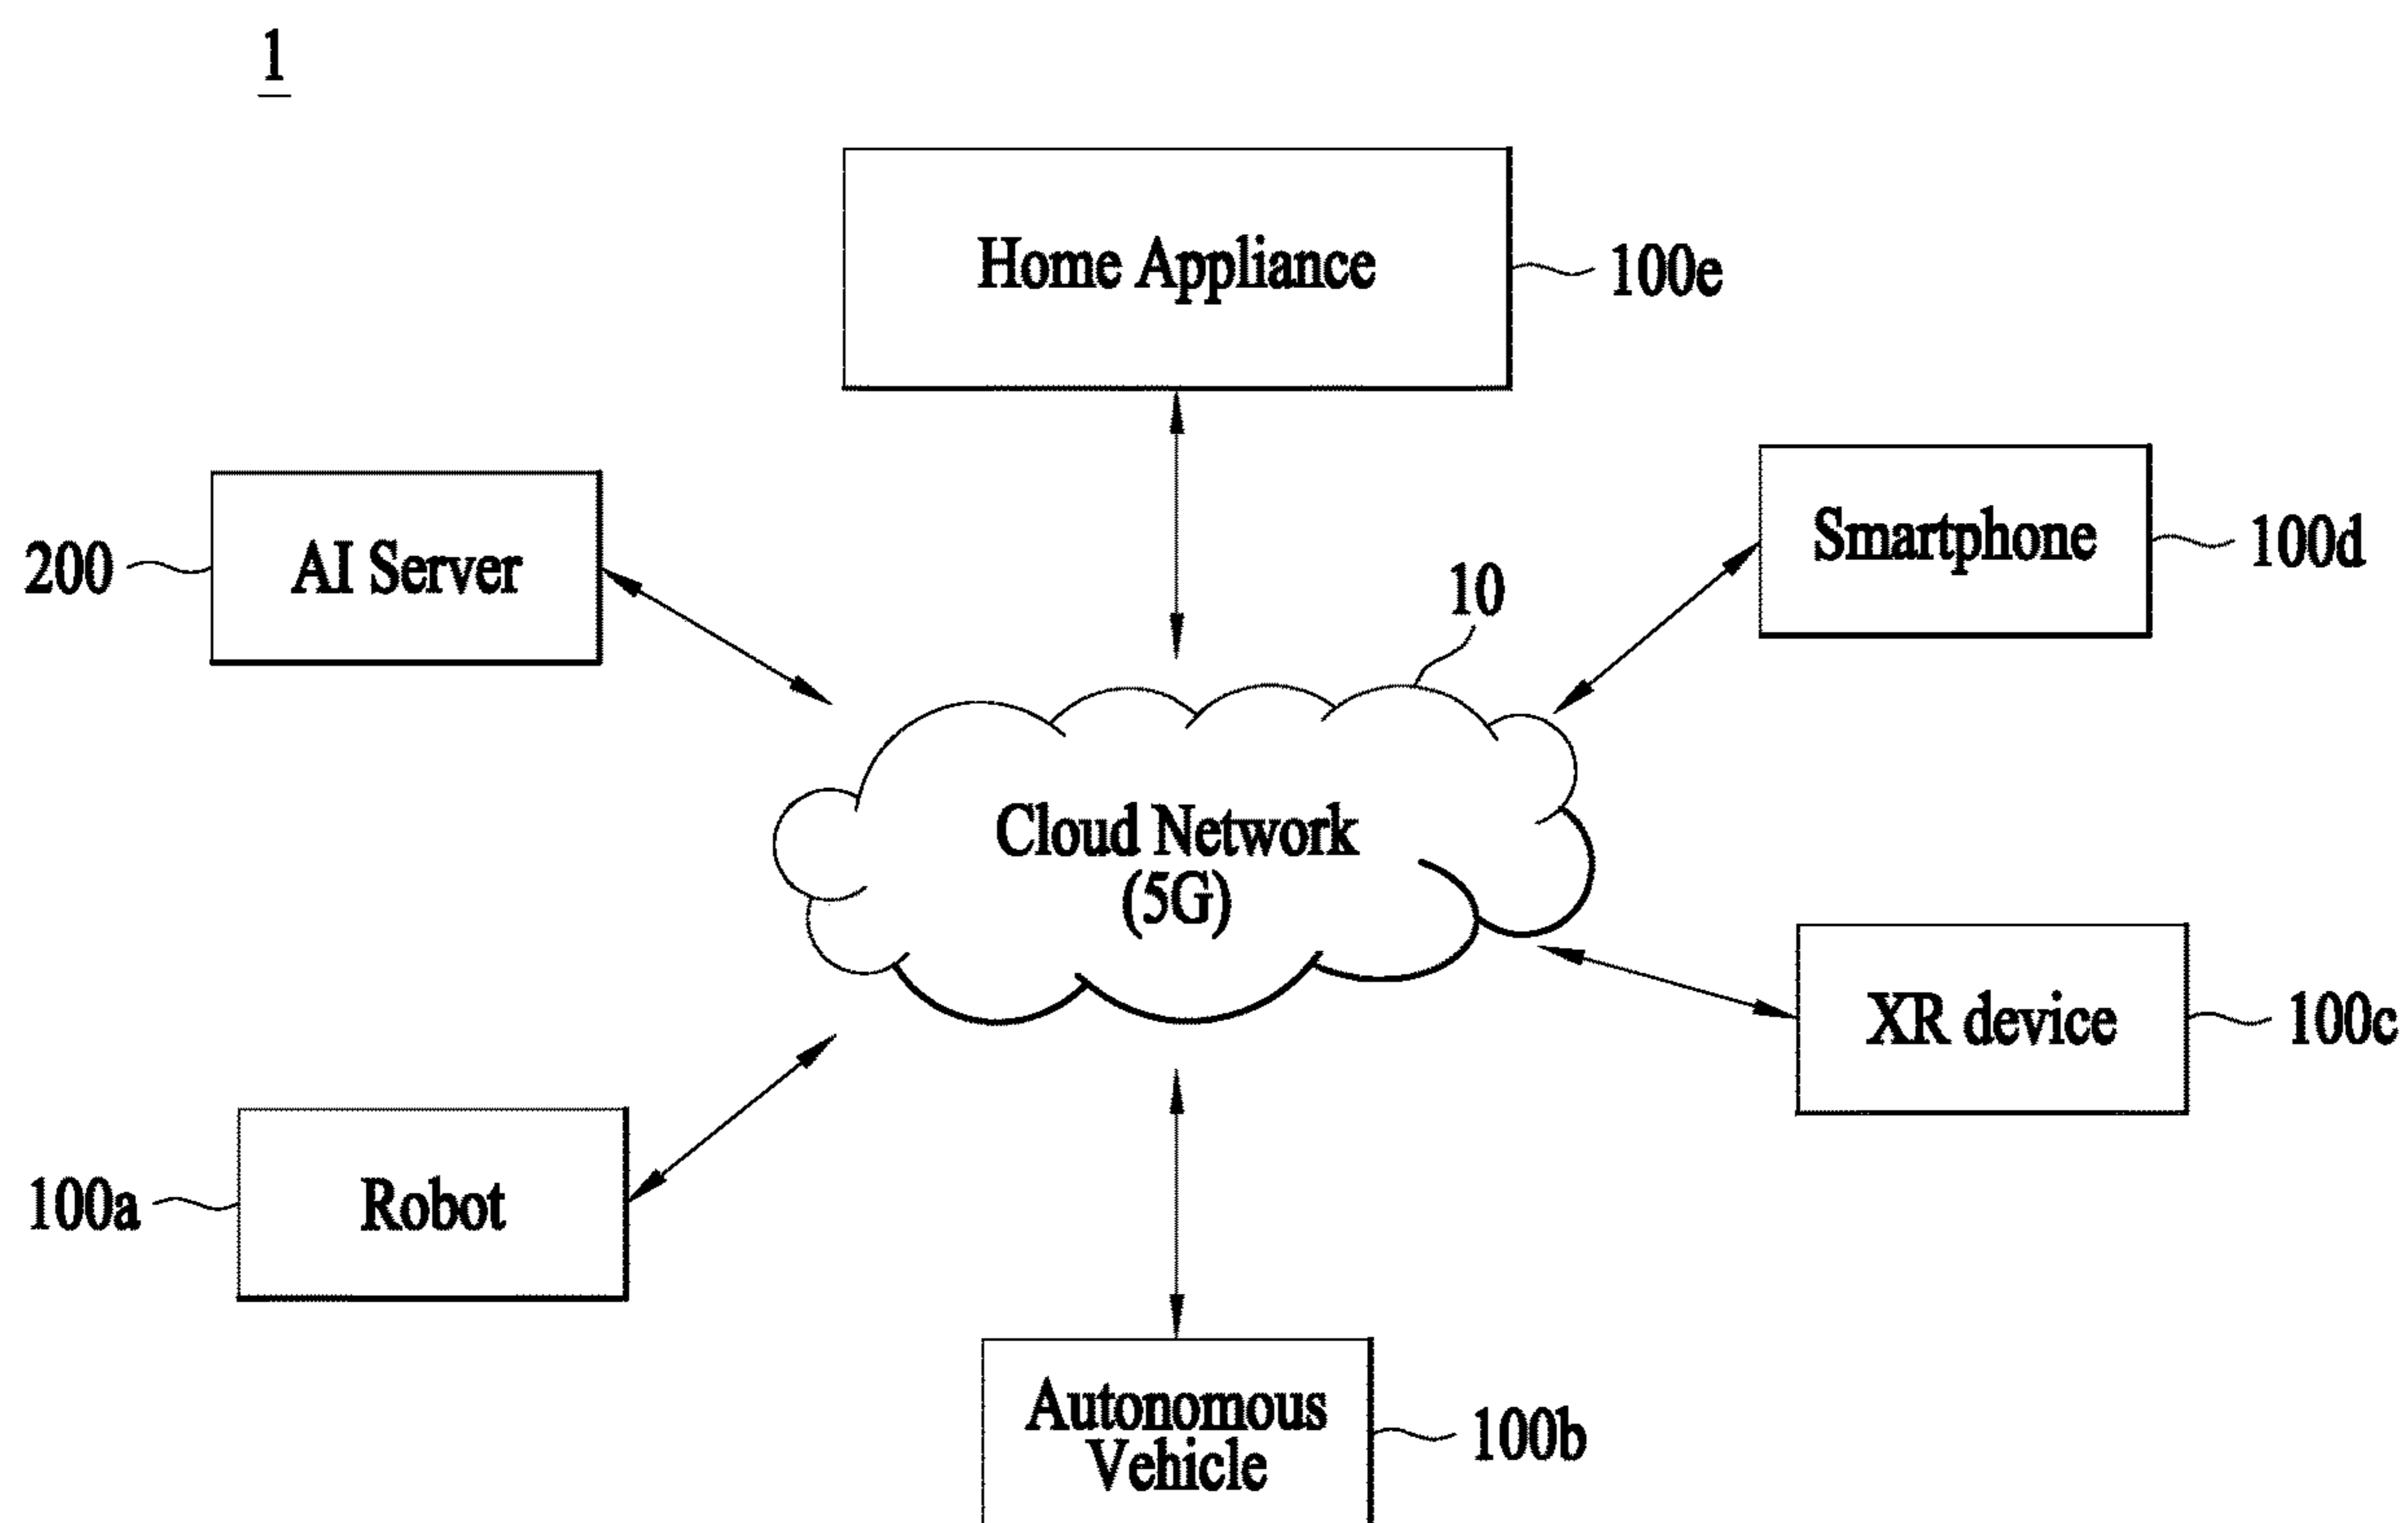 1
Home Appliance
100e
Smartphone
100d
200
AI Server
10
Cloud Network
(5G)
XR device
100c
100a
Robot
Autonomous
Vehicle
100b